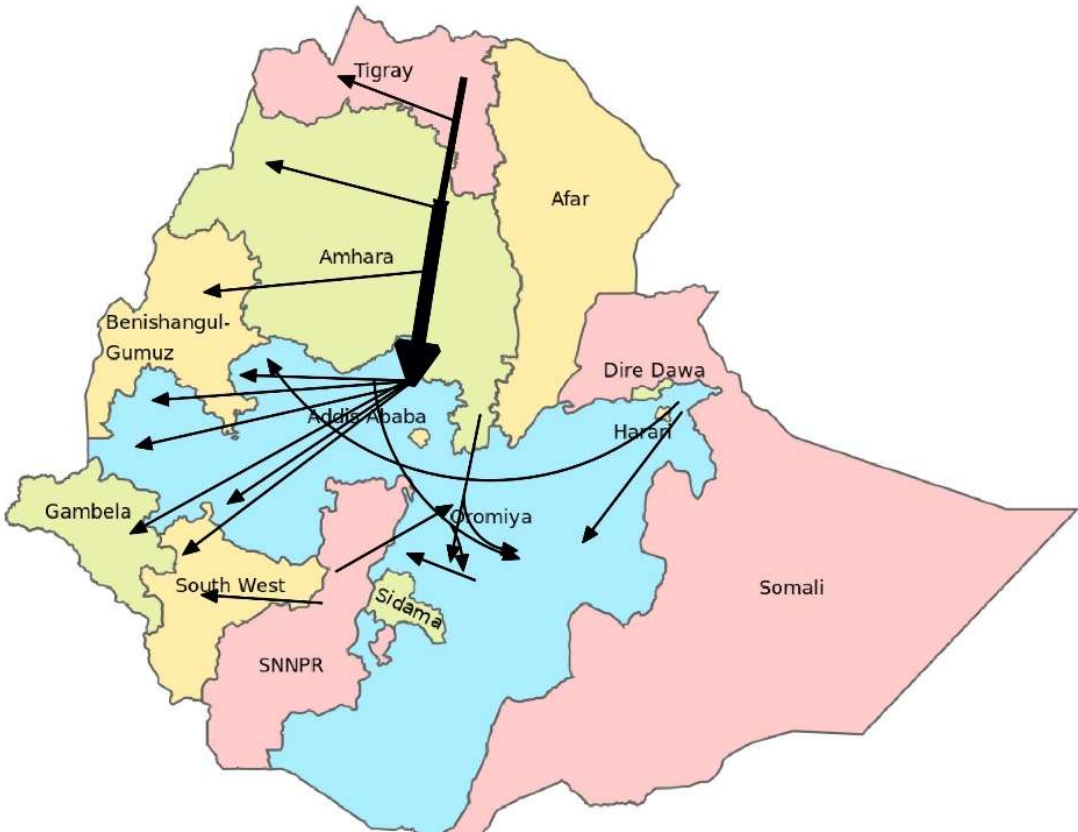 Tigray
Afar
Amhara
Benishangul-
Gumuz
Dire Dawa
Addis Ababa
Harari
Gambela
Oromiya
South West
Sidama
Somali
SNNPR